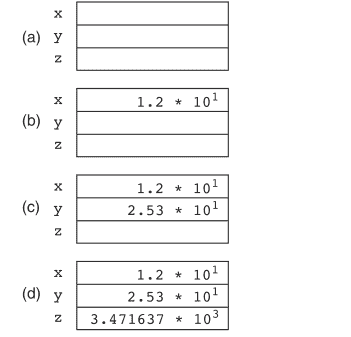 x
(a) y
z
x 1.2 * 10¹
(b) y
z
x 1.2 * 10¹
(c) y 2.53 * 10¹
z
x 1.2 * 10¹
(d) y 2.53 * 10¹
z 3.471637 * 10³